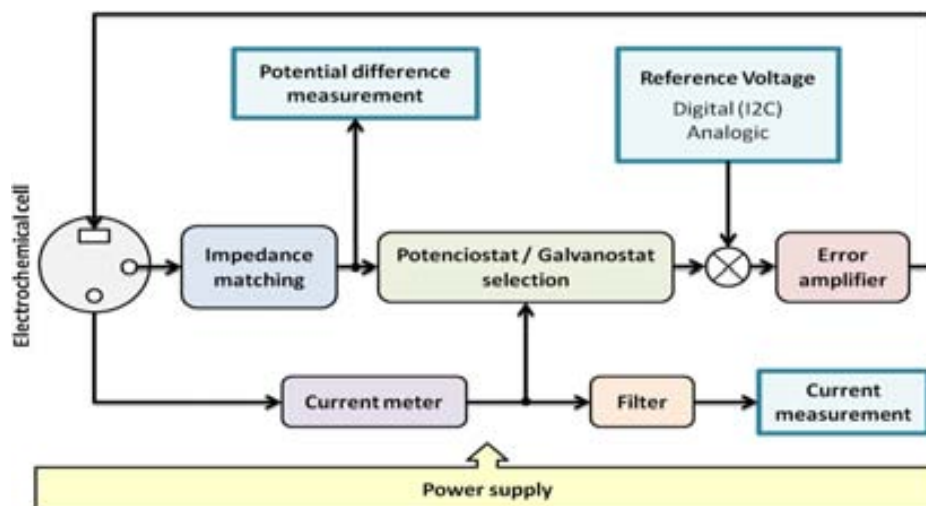 Potential difference
measurement
Reference Voltage
Digital (I2C)
Analogic
Electrochemical cell
Impedance
matching
Potenciostat / Galvanostat
selection
Error
amplifier
Current meter
Filter
Current
measurement
Power supply